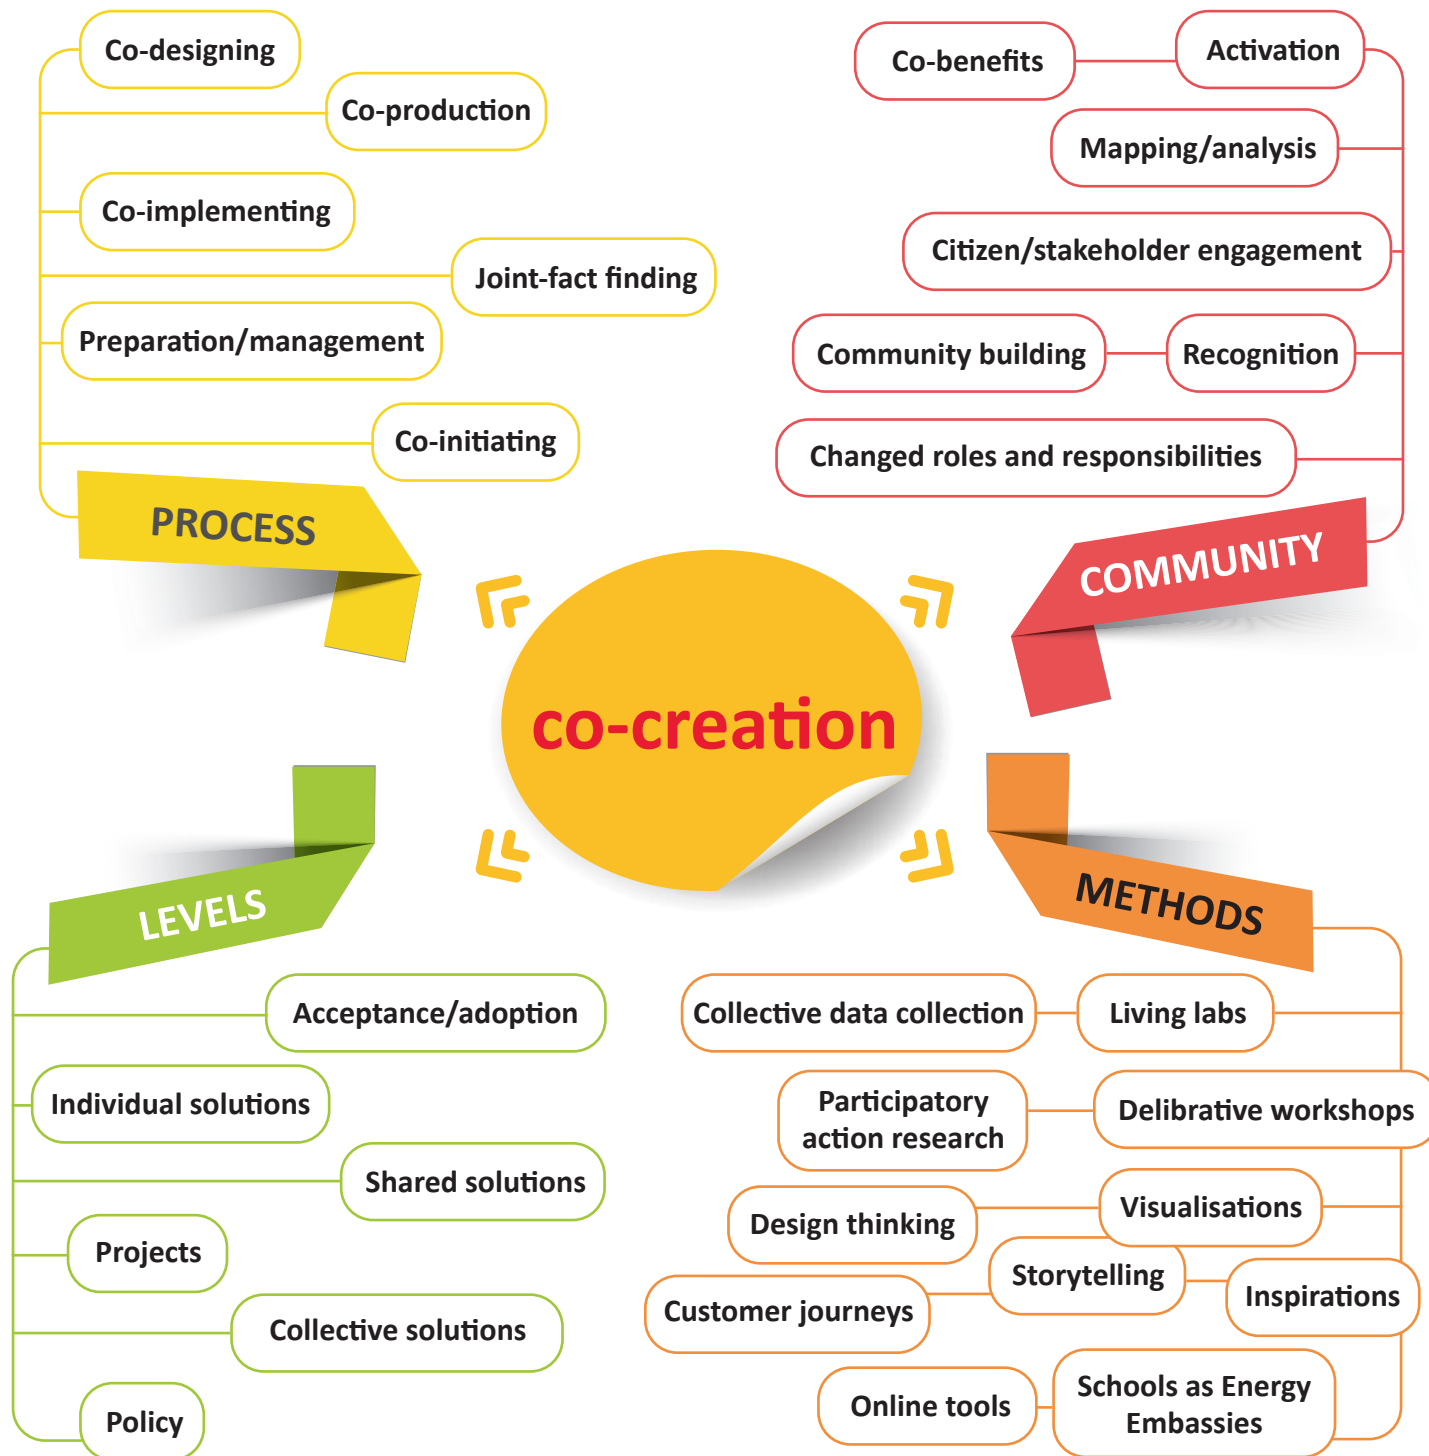 Co-designing
Co-production
Co-implementing
Joint-fact finding
Preparation/management
Co-initiating
PROCESS
Co-benefits
Activation
Mapping/analysis
Citizen/stakeholder engagement
Community building
Recognition
Changed roles and responsibilities
COMMUNITY
co-creation
LEVELS
Acceptance/adoption
Individual solutions
Shared solutions
Projects
Collective solutions
Policy
METHODS
Collective data collection
Living labs
Participatory
action research
Delibrative workshops
Design thinking
Visualisations
Storytelling
Customer journeys
Inspirations
Online tools
Schools as Energy
Embassies